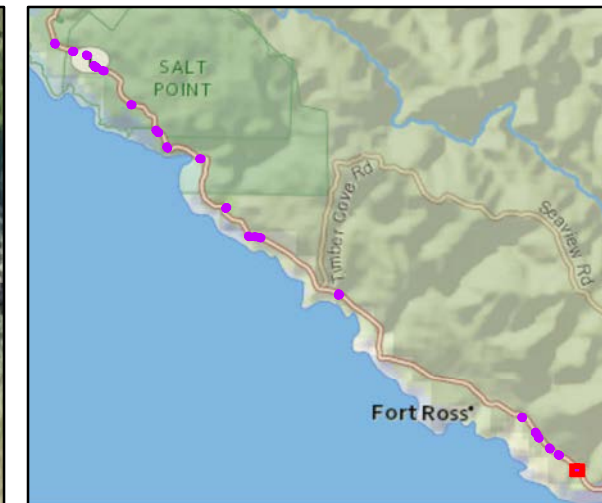 SALT
POINT
Timber Cove Rd
Seaview Rd
Fort Ross